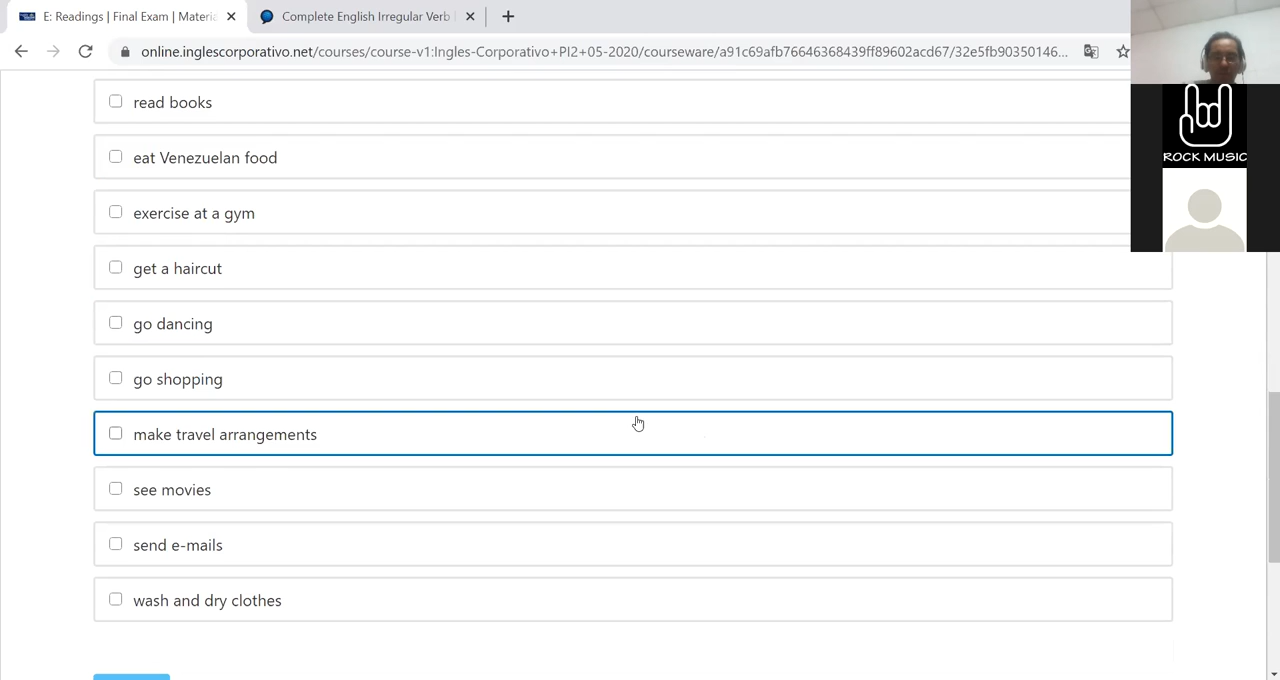 E: Readings | Final Exam | Materia
Complete English Irregular Verb
online.inglescorporativo.net/courses/course-v1:Ingles-Corporativo+PI2+05-2020/courseware/a91c69afb76646368439ff89602acd67/32e5fb90350146...
read books
eat Venezuelan food
exercise at a gym
get a haircut
go dancing
go shopping
make travel arrangements
see movies
send e-mails
wash and dry clothes
ROCK MUSIC